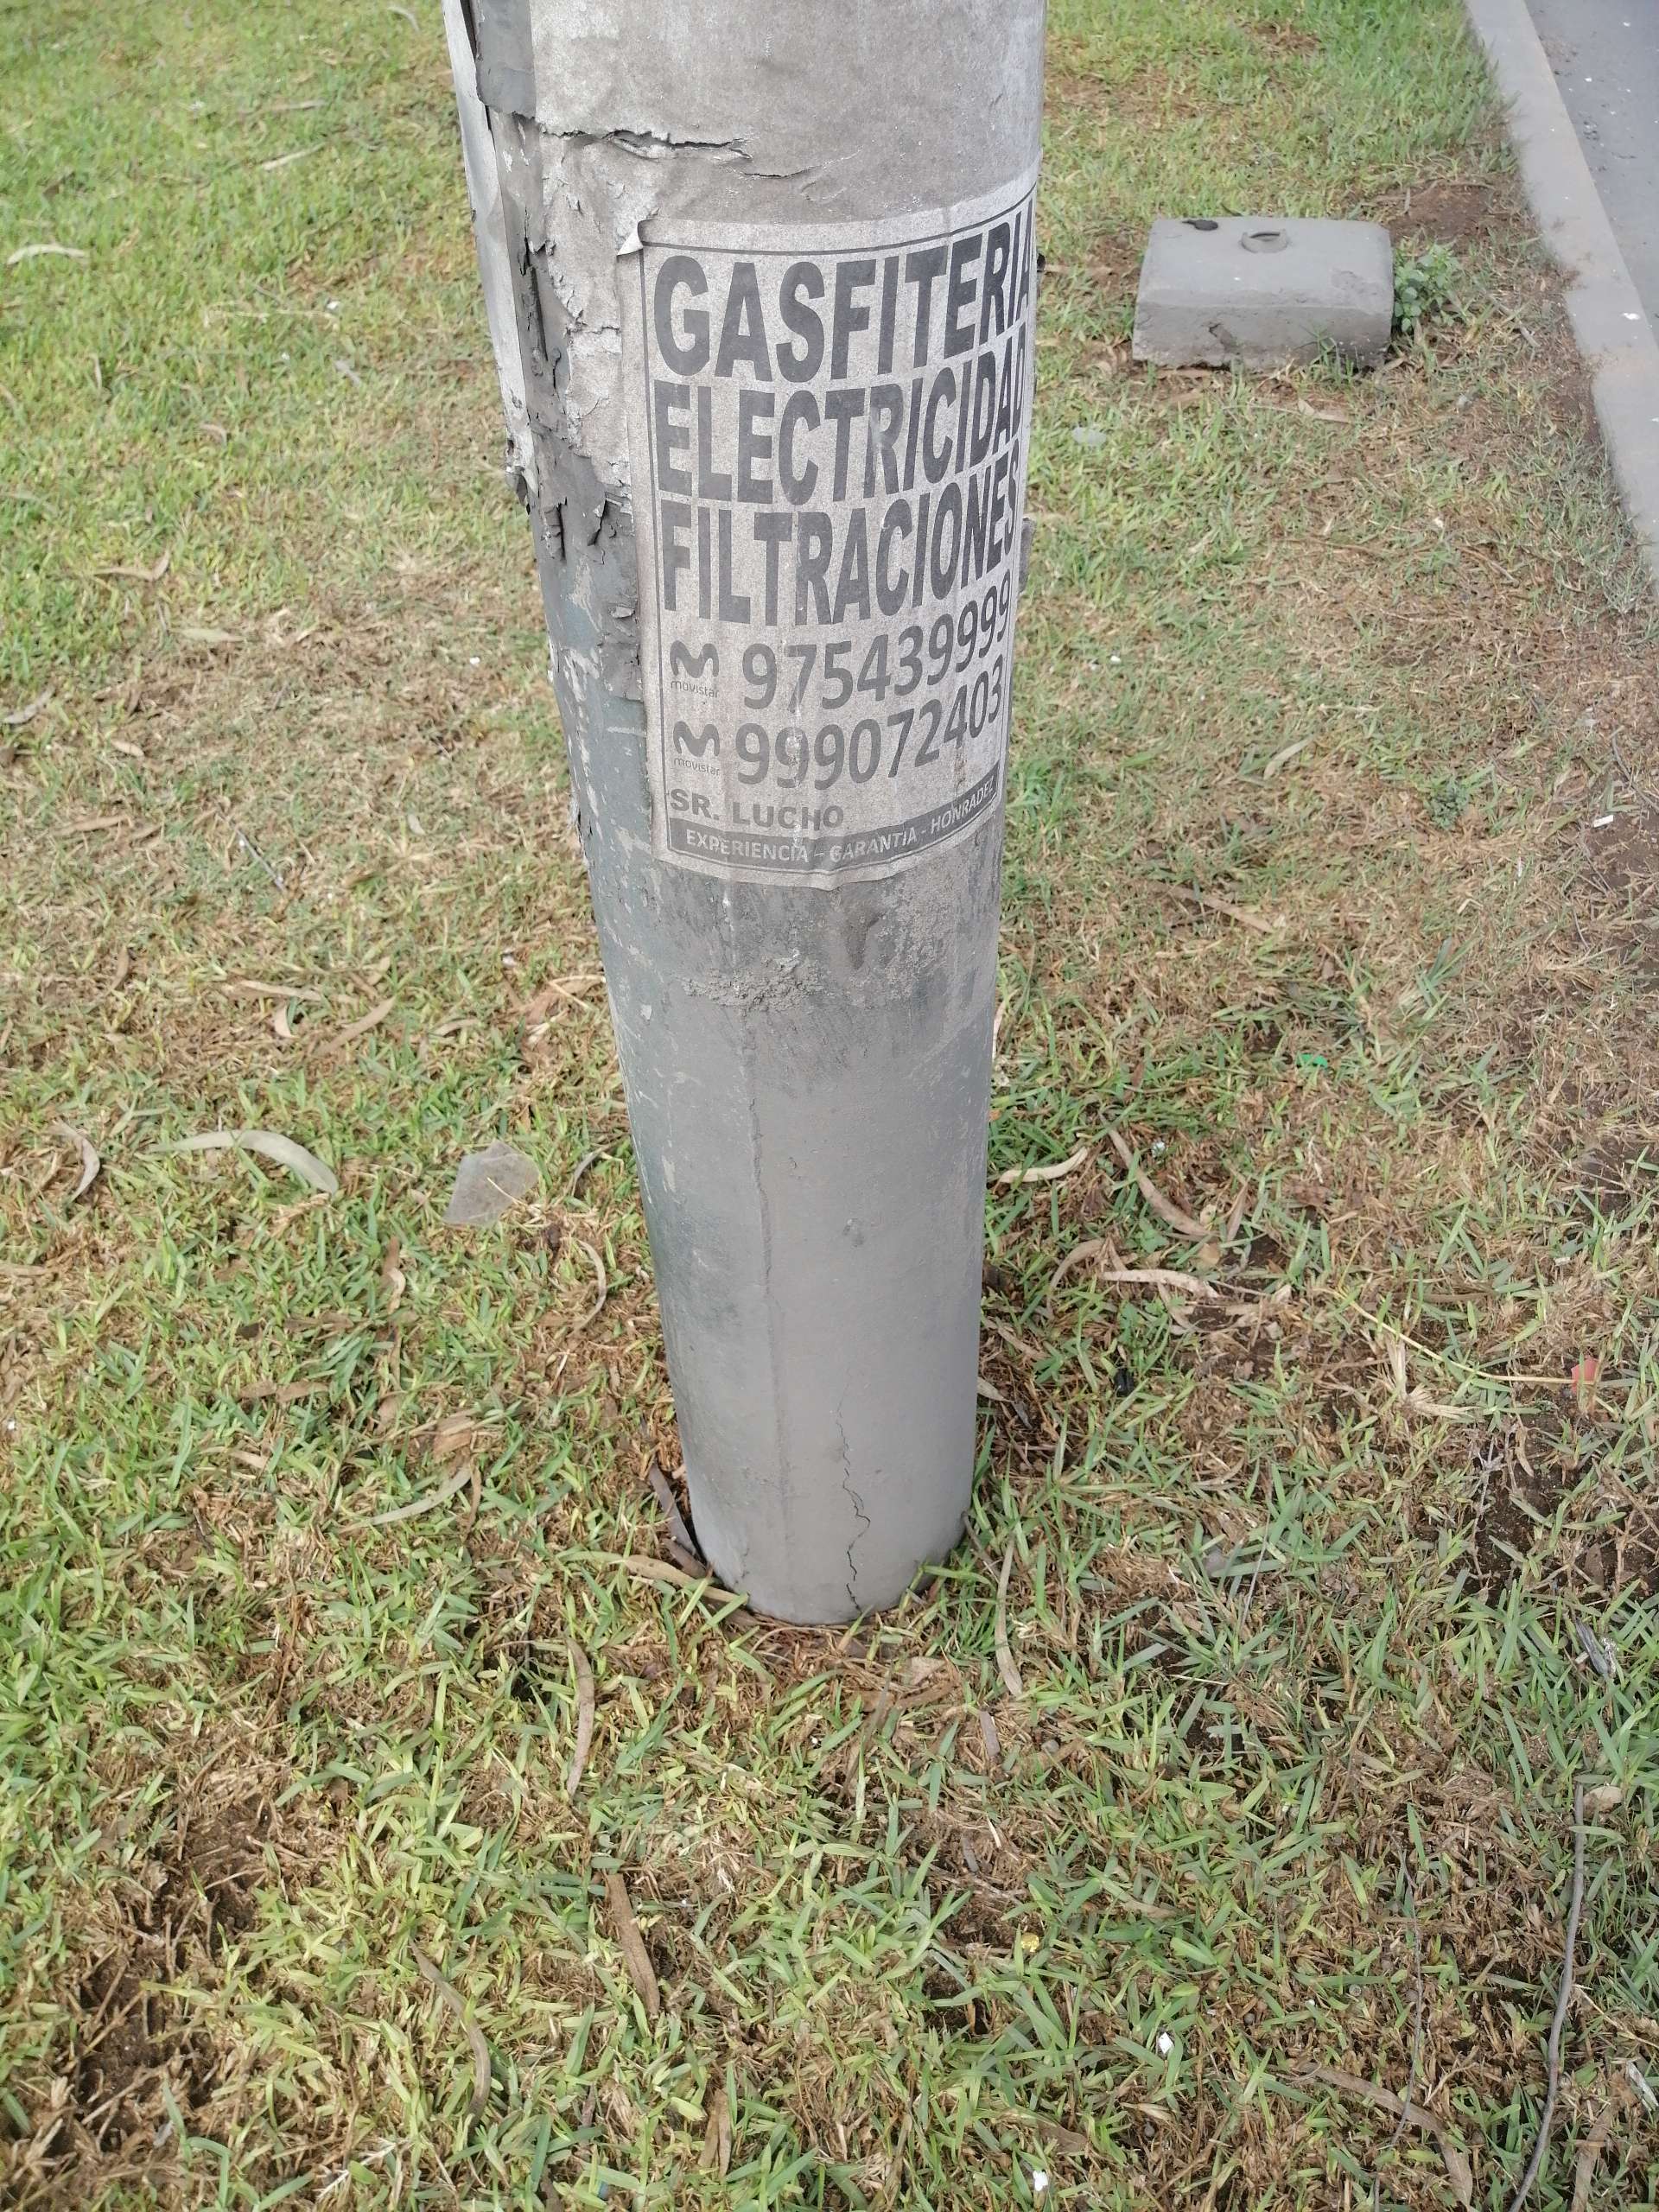 GASFITERIA
ELECTRICIDAD
FILTRACIONES
movistar 975439999
movistar 999072403
SR. LUCHO
EXPERIENCIA - GARANTIA - HONRADEZ